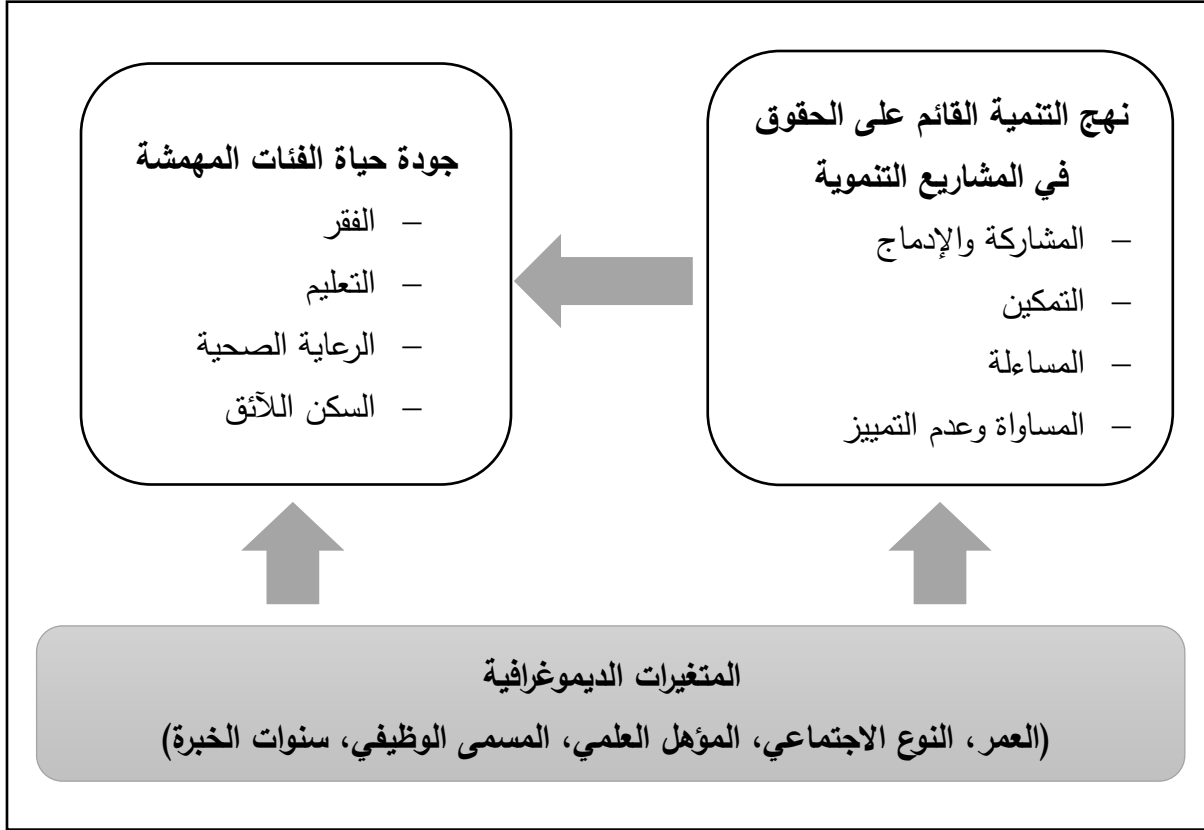 نهج التنمية القائم على الحقوق
في المشاريع التنموية
– المشاركة والإدماج
– التمكين
– المساءلة
– المساواة وعدم التمييز
جودة حياة الفئات المهمشة
– الفقر
– التعليم
– الرعاية الصحية
– السكن اللآئق
المتغيرات الديموغرافية
(العمر، النوع الاجتماعي، المؤهل العلمي، المسمى الوظيفي، سنوات الخبرة)